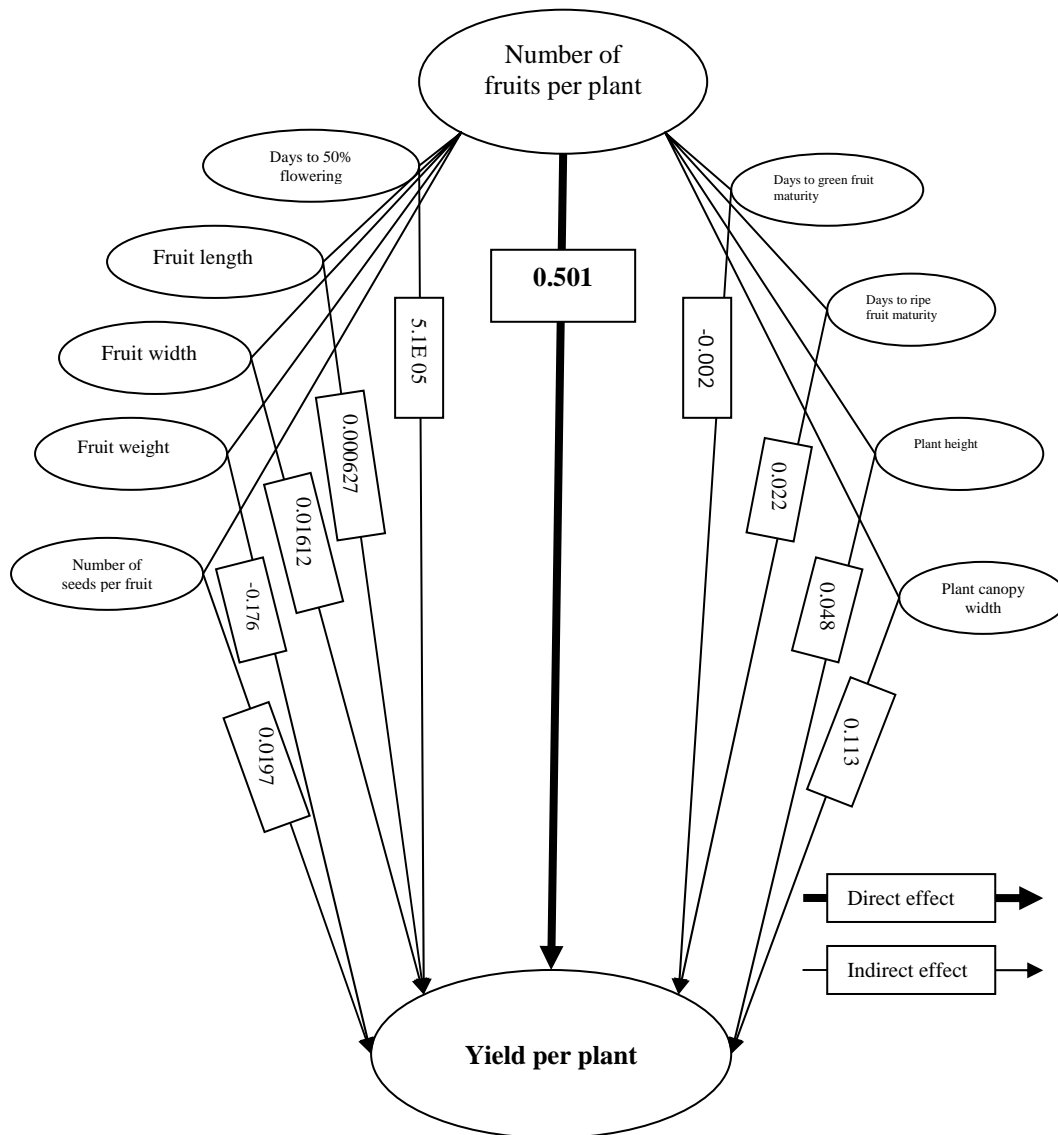 Number of
fruits per plant
Days to 50%
flowering
Days to green fruit
maturity
Fruit length
0.501
Days to ripe
fruit maturity
Fruit width
5.1E 05
-0.002
Fruit weight
0.000627
0.022
Plant height
0.01612
Number of
seeds per fruit
-0.176
0.048
Plant canopy
width
0.0197
0.113
Direct effect
Indirect effect
Yield per plant